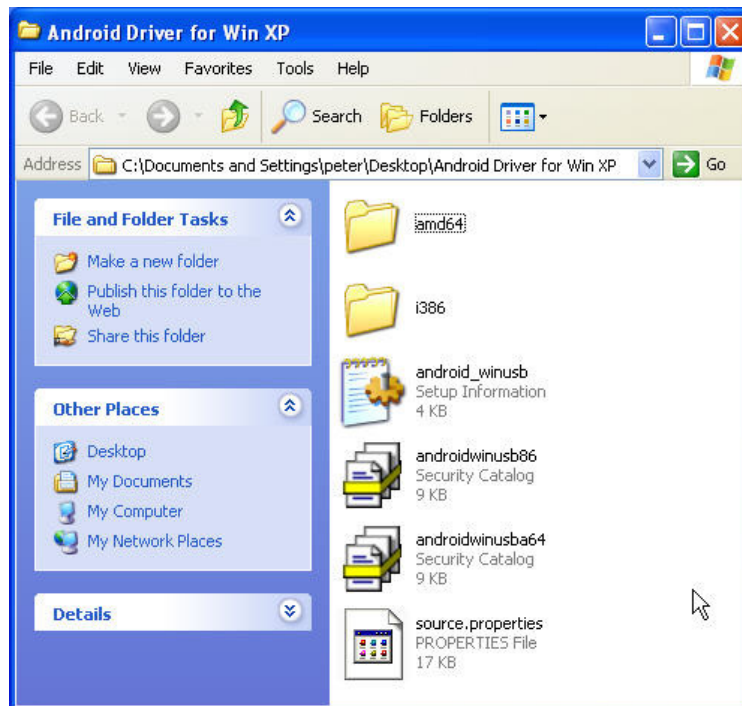 Android Driver for Win XP
File Edit View Favorites Tools Help
Back Search Folders
Address C:\Documents and Settings\peter\Desktop\Android Driver for Win XP Go
File and Folder Tasks
Make a new folder
Publish this folder to the
Web
Share this folder
Other Places
Desktop
My Documents
My Computer
My Network Places
Details
amd64
i386
android_winusb
Setup Information
4 KB
androidwinusb86
Security Catalog
9 KB
androidwinusba64
Security Catalog
9 KB
source.properties
PROPERTIES File
17 KB